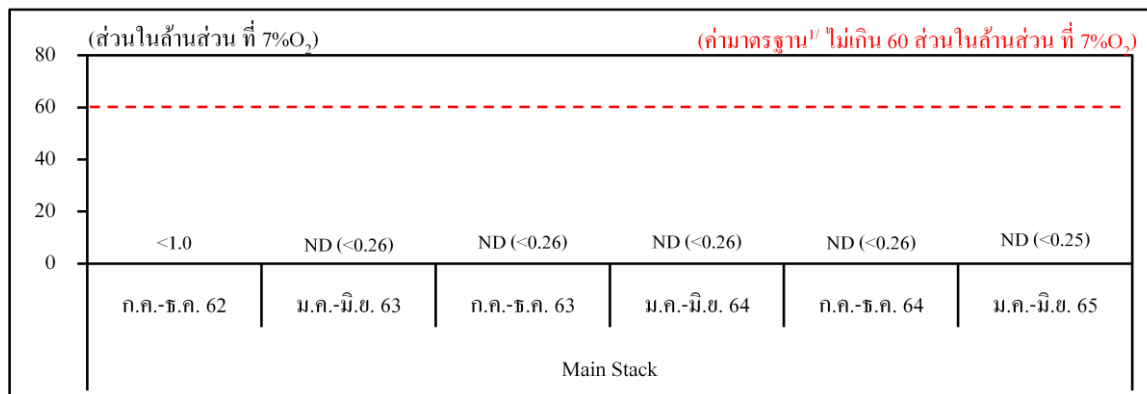 (ส่วนในล้านส่วน ที่ 7%O2) (ค่ามาตรฐาน1/ ไม่เกิน 60 ส่วนในล้านส่วน ที่ 7%O2)
80
60
40
20
<1.0 ND (<0.26) ND (<0.26) ND (<0.26) ND (<0.26) ND (<0.25)
0
ก.ค.-ธ.ค. 62 ม.ค.-มิ.ย. 63 ก.ค.-ธ.ค. 63 ม.ค.-มิ.ย. 64 ก.ค.-ธ.ค. 64 ม.ค.-มิ.ย. 65
Main Stack